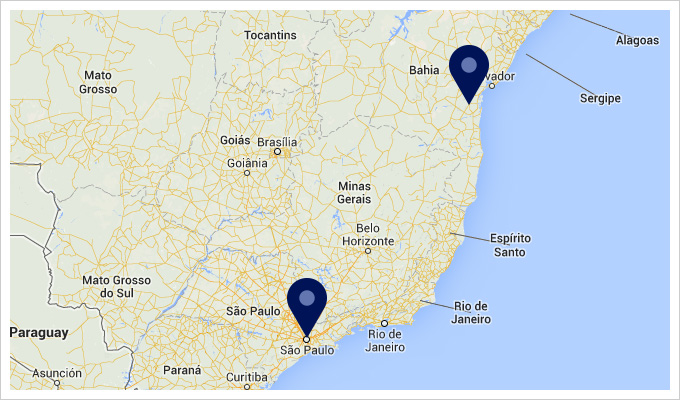 Tocantins
Alagoas
Mato
Grosso
Bahia
vador
Sergipe
Goiás
Brasília
Goiânia
Minas
Gerais
Belo
Horizonte
Espírito
Santo
Mato Grosso
do Sul
São Paulo
Rio de
Janeiro
Paraguay
Rio de
Janeiro
São Paulo
Asunción
Paraná
Curitiba